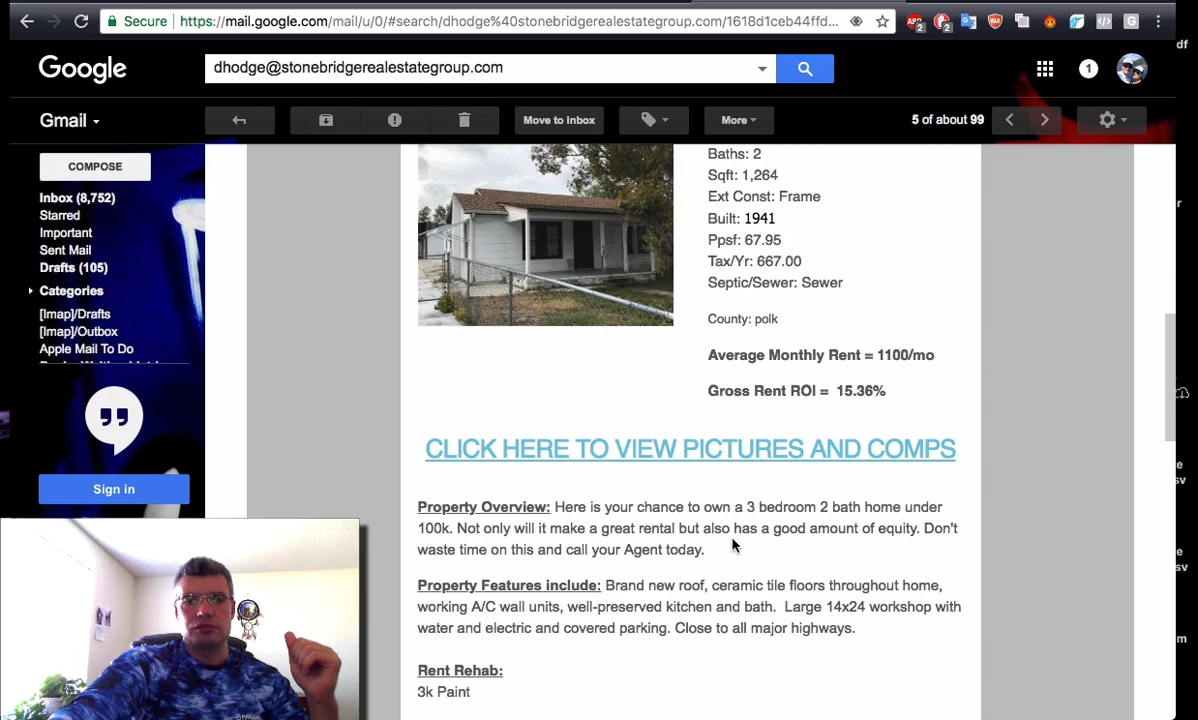 Secure
https://mail.google.com/mail/u/0/#search/dhodge%40stonebridgerealestategroup.com/1618d1ceb44ffd...
Google
dhodge@stonebridgerealestategroup.com
1
Gmail
Move to Inbox
More
5 of about 99
COMPOSE
Inbox (8,752)
Starred
Important
Sent Mail
Drafts (105)
Categories
[Imap]/Drafts
[Imap]/Outbox
Apple Mail To Do
Sign in
Baths: 2
Sqft: 1,264
Ext Const: Frame
Built: 1941
Ppsf: 67.95
Tax/Yr: 667.00
Septic/Sewer: Sewer
County: polk
Average Monthly Rent = 1100/mo
Gross Rent ROI = 15.36%
CLICK HERE TO VIEW PICTURES AND COMPS
Property Overview: Here is your chance to own a 3 bedroom 2 bath home under
100k. Not only will it make a great rental but also has a good amount of equity. Don't
waste time on this and call your Agent today.
Property Features include: Brand new roof, ceramic tile floors throughout home,
working A/C wall units, well-preserved kitchen and bath. Large 14x24 workshop with
water and electric and covered parking. Close to all major highways.
Rent Rehab:
3k Paint